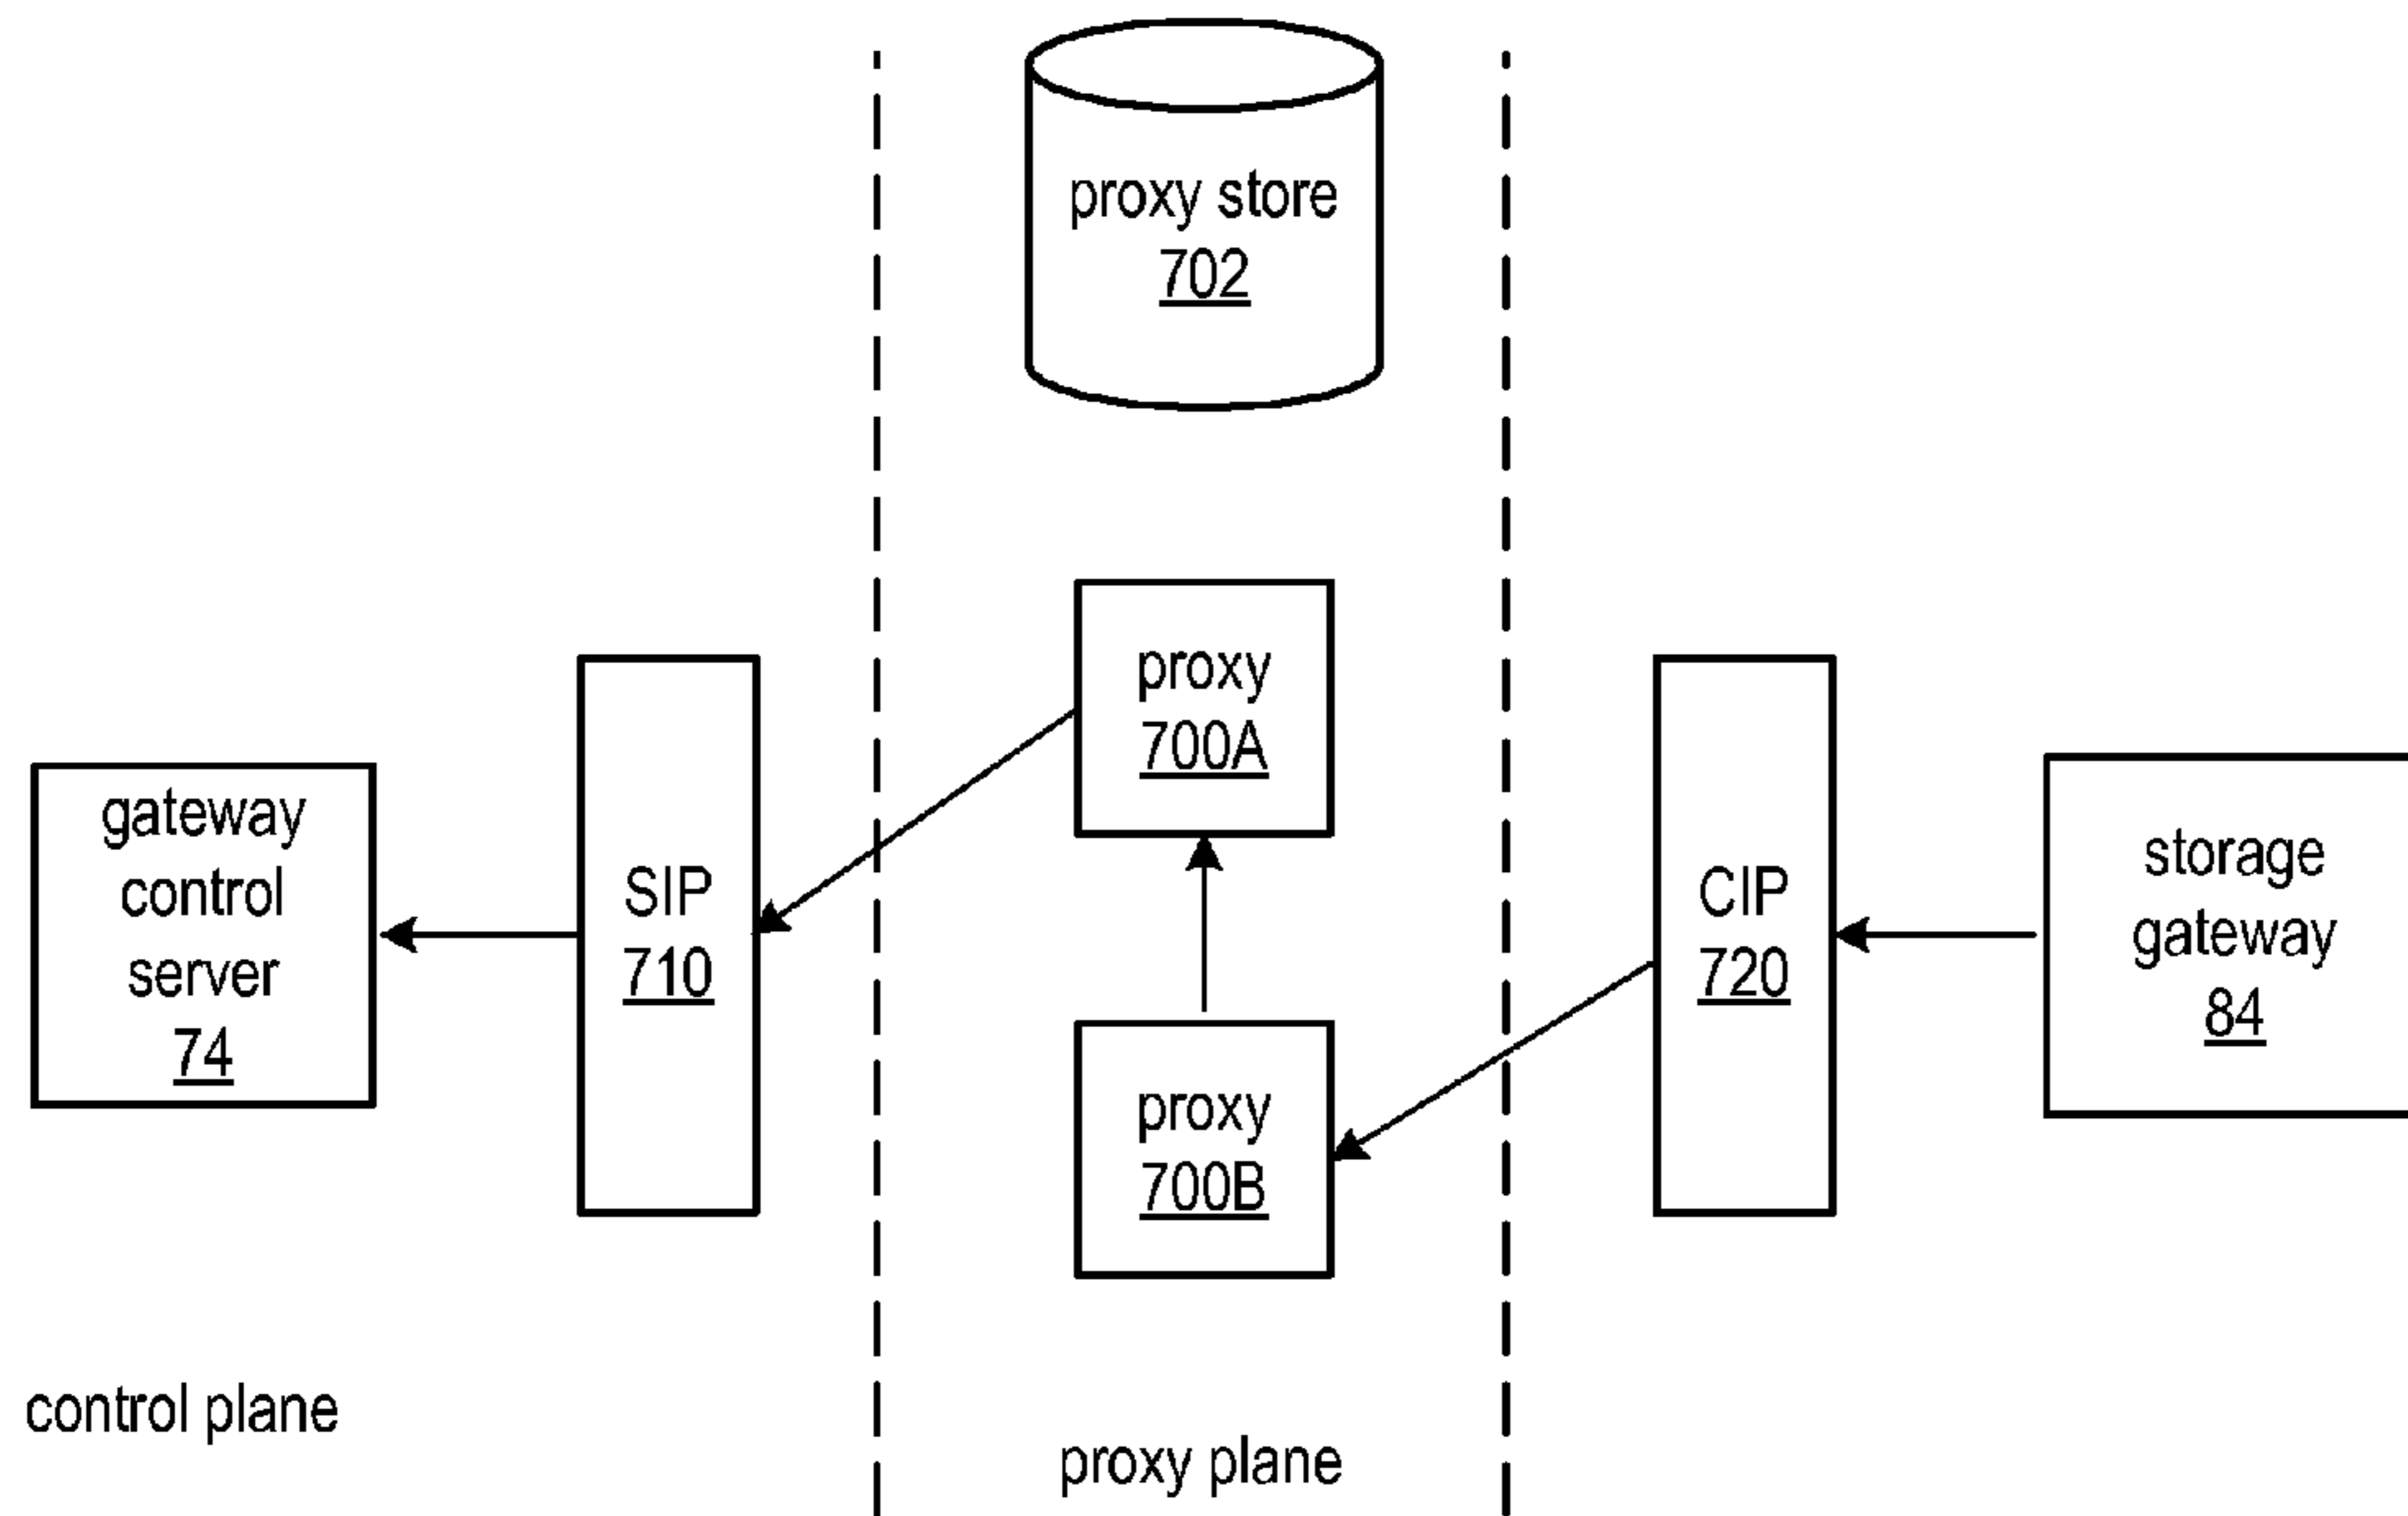 proxy store
702
proxy
700A
gateway
control
server
74
SIP
710
CIP
720
storage
gateway
84
proxy
700B
control plane
proxy plane